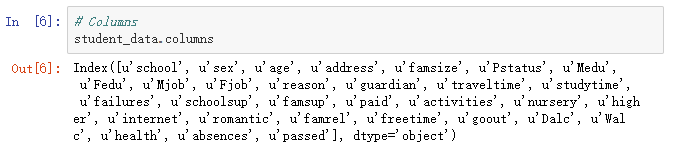 In [6]: # Columns
student_data.columns
Out[6]: Index([u'school', u'sex', u'age', u'address', u'famsize', u'Pstatus', u'Medu',
u'Fedu', u'Mjob', u'Fjob', u'reason', u'guardian', u'traveltime', u'studytime',
u'failures', u'schoolsup', u'famsup', u'paid', u'activities', u'nursery', u'high
er', u'internet', u'romantic', u'famrel', u'freetime', u'goout', u'Dalc', u'Wal
c', u'health', u'absences', u'passed'], dtype='object')